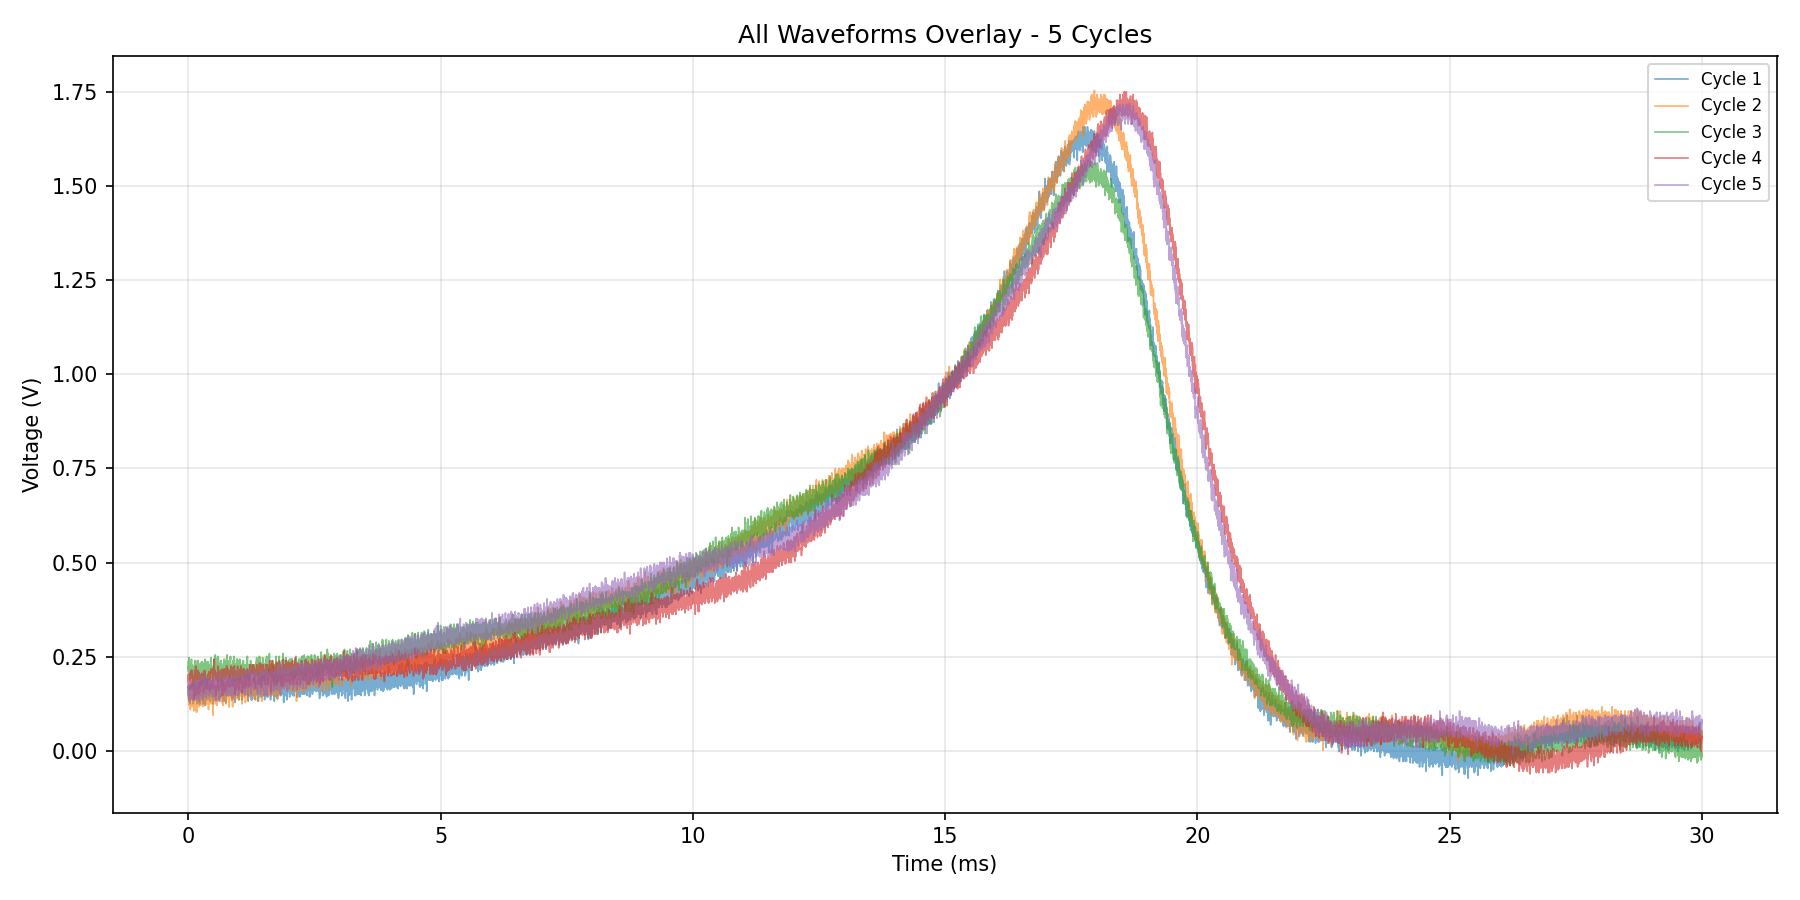 All Waveforms Overlay - 5 Cycles
Cycle 1
Cycle 2
Cycle 3
Cycle 4
Cycle 5
Voltage (V)
1.75
1.50
1.25
1.00
0.75
0.50
0.25
0.00
0 5 10 15 20 25 30
Time (ms)